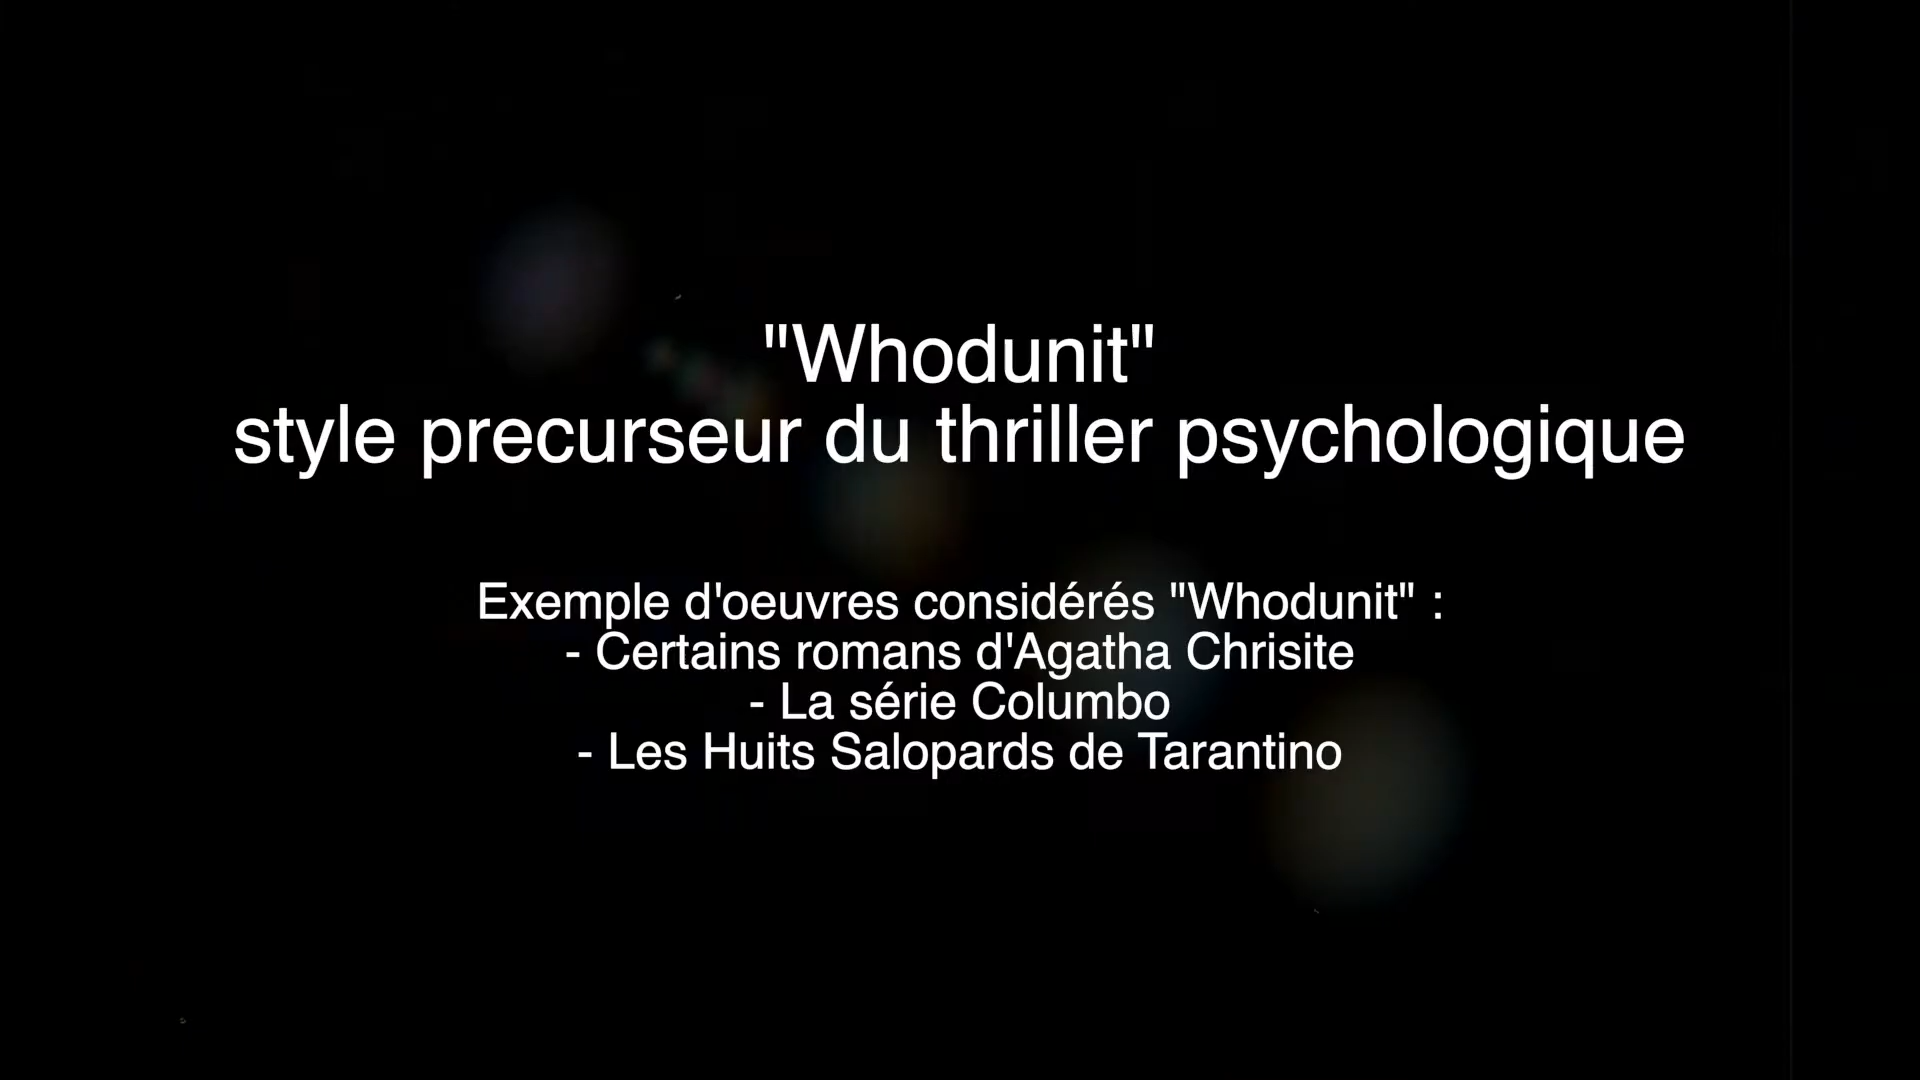 "Whodunit"
style precurseur du thriller psychologique
Exemple d'oeuvres considérés "Whodunit" :
- Certains romans d'Agatha Chrisite
- La série Columbo
- Les Huits Salopards de Tarantino